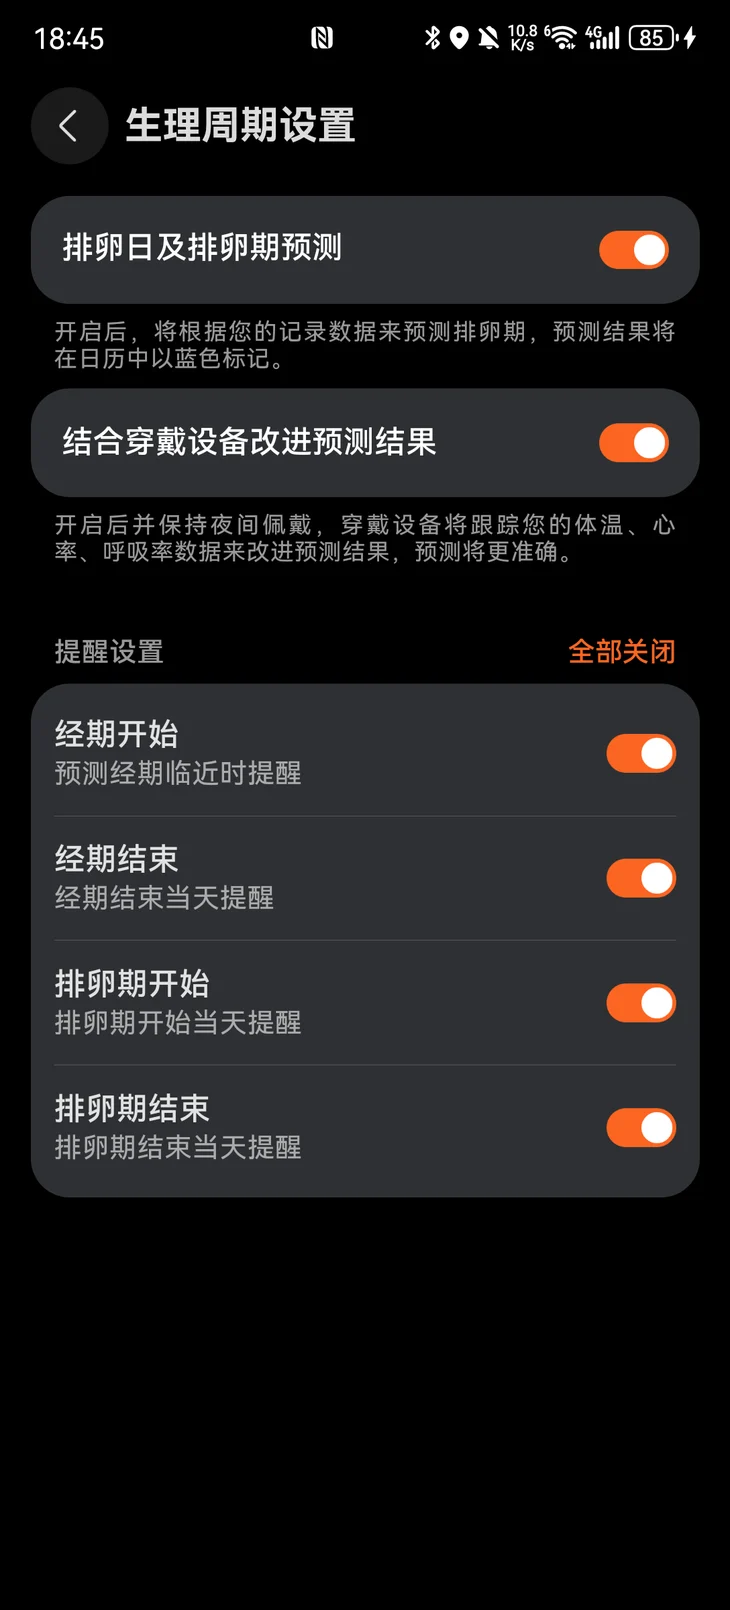 18:45 10.8 K/s 6 4G 85
生理周期设置
排卵日及排卵期预测
开启后，将根据您的记录数据来预测排卵期，预测结果将
在日历中以蓝色标记。
结合穿戴设备改进预测结果
开启后并保持夜间佩戴，穿戴设备将跟踪您的体温、心
率、呼吸率数据来改进预测结果，预测将更准确。
提醒设置 全部关闭
经期开始
预测经期临近时提醒
经期结束
经期结束当天提醒
排卵期开始
排卵期开始当天提醒
排卵期结束
排卵期结束当天提醒